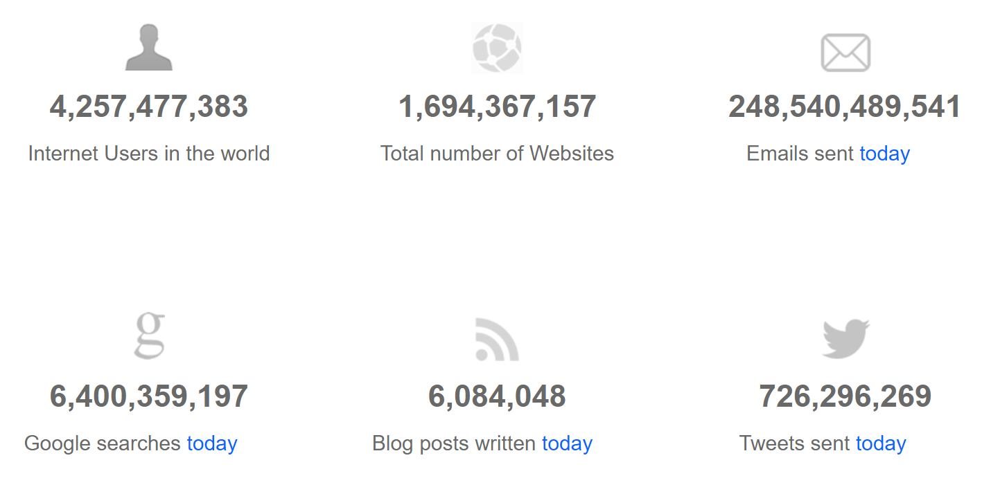 4,257,477,383
Internet Users in the world
1,694,367,157
Total number of Websites
248,540,489,541
Emails sent today
g
6,400,359,197
Google searches today
6,084,048
Blog posts written today
726,296,269
Tweets sent today